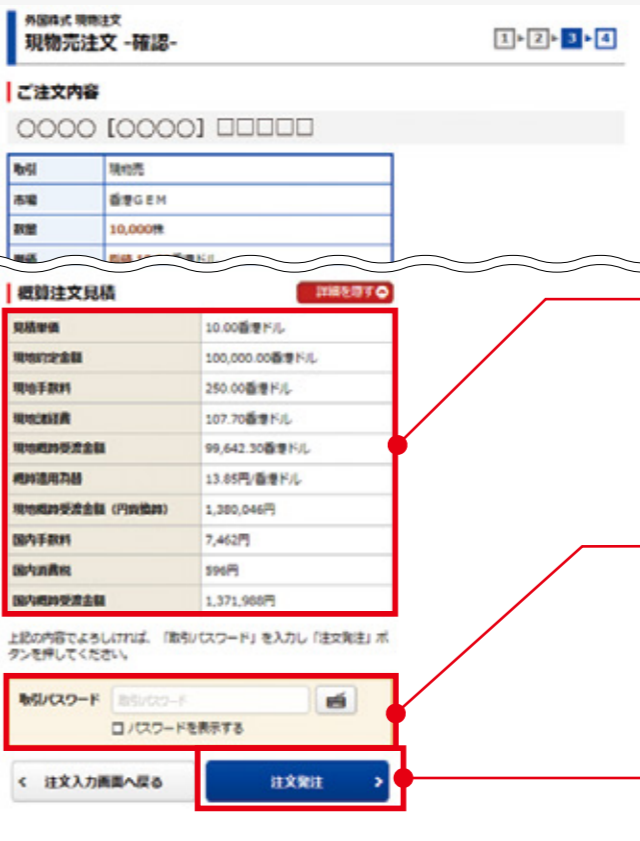 外国株式 現物注文
現物売注文 -確認-
1 2 3 4
ご注文内容
○○○○ [○○○○] □□□□□
取引 現物売
市場 香港GEM
数量 10,000株
概算注文見積 詳細を隠す
見積単価 10.00香港ドル
現地約定金額 100,000.00香港ドル
現地手数料 250.00香港ドル
現地諸経費 107.70香港ドル
現地概算受渡金額 99,642.30香港ドル
概算適用為替 13.85円/香港ドル
現地概算受渡金額(円貨換算) 1,380,046円
国内手数料 7,462円
国内消費税 596円
国内概算受渡金額 1,371,988円
上記の内容でよろしければ、「取引パスワード」を入力し「注文発注」ボ
タンを押してください。
取引パスワード 取引パスワード
パスワードを表示する
注文入力画面へ戻る 注文発注